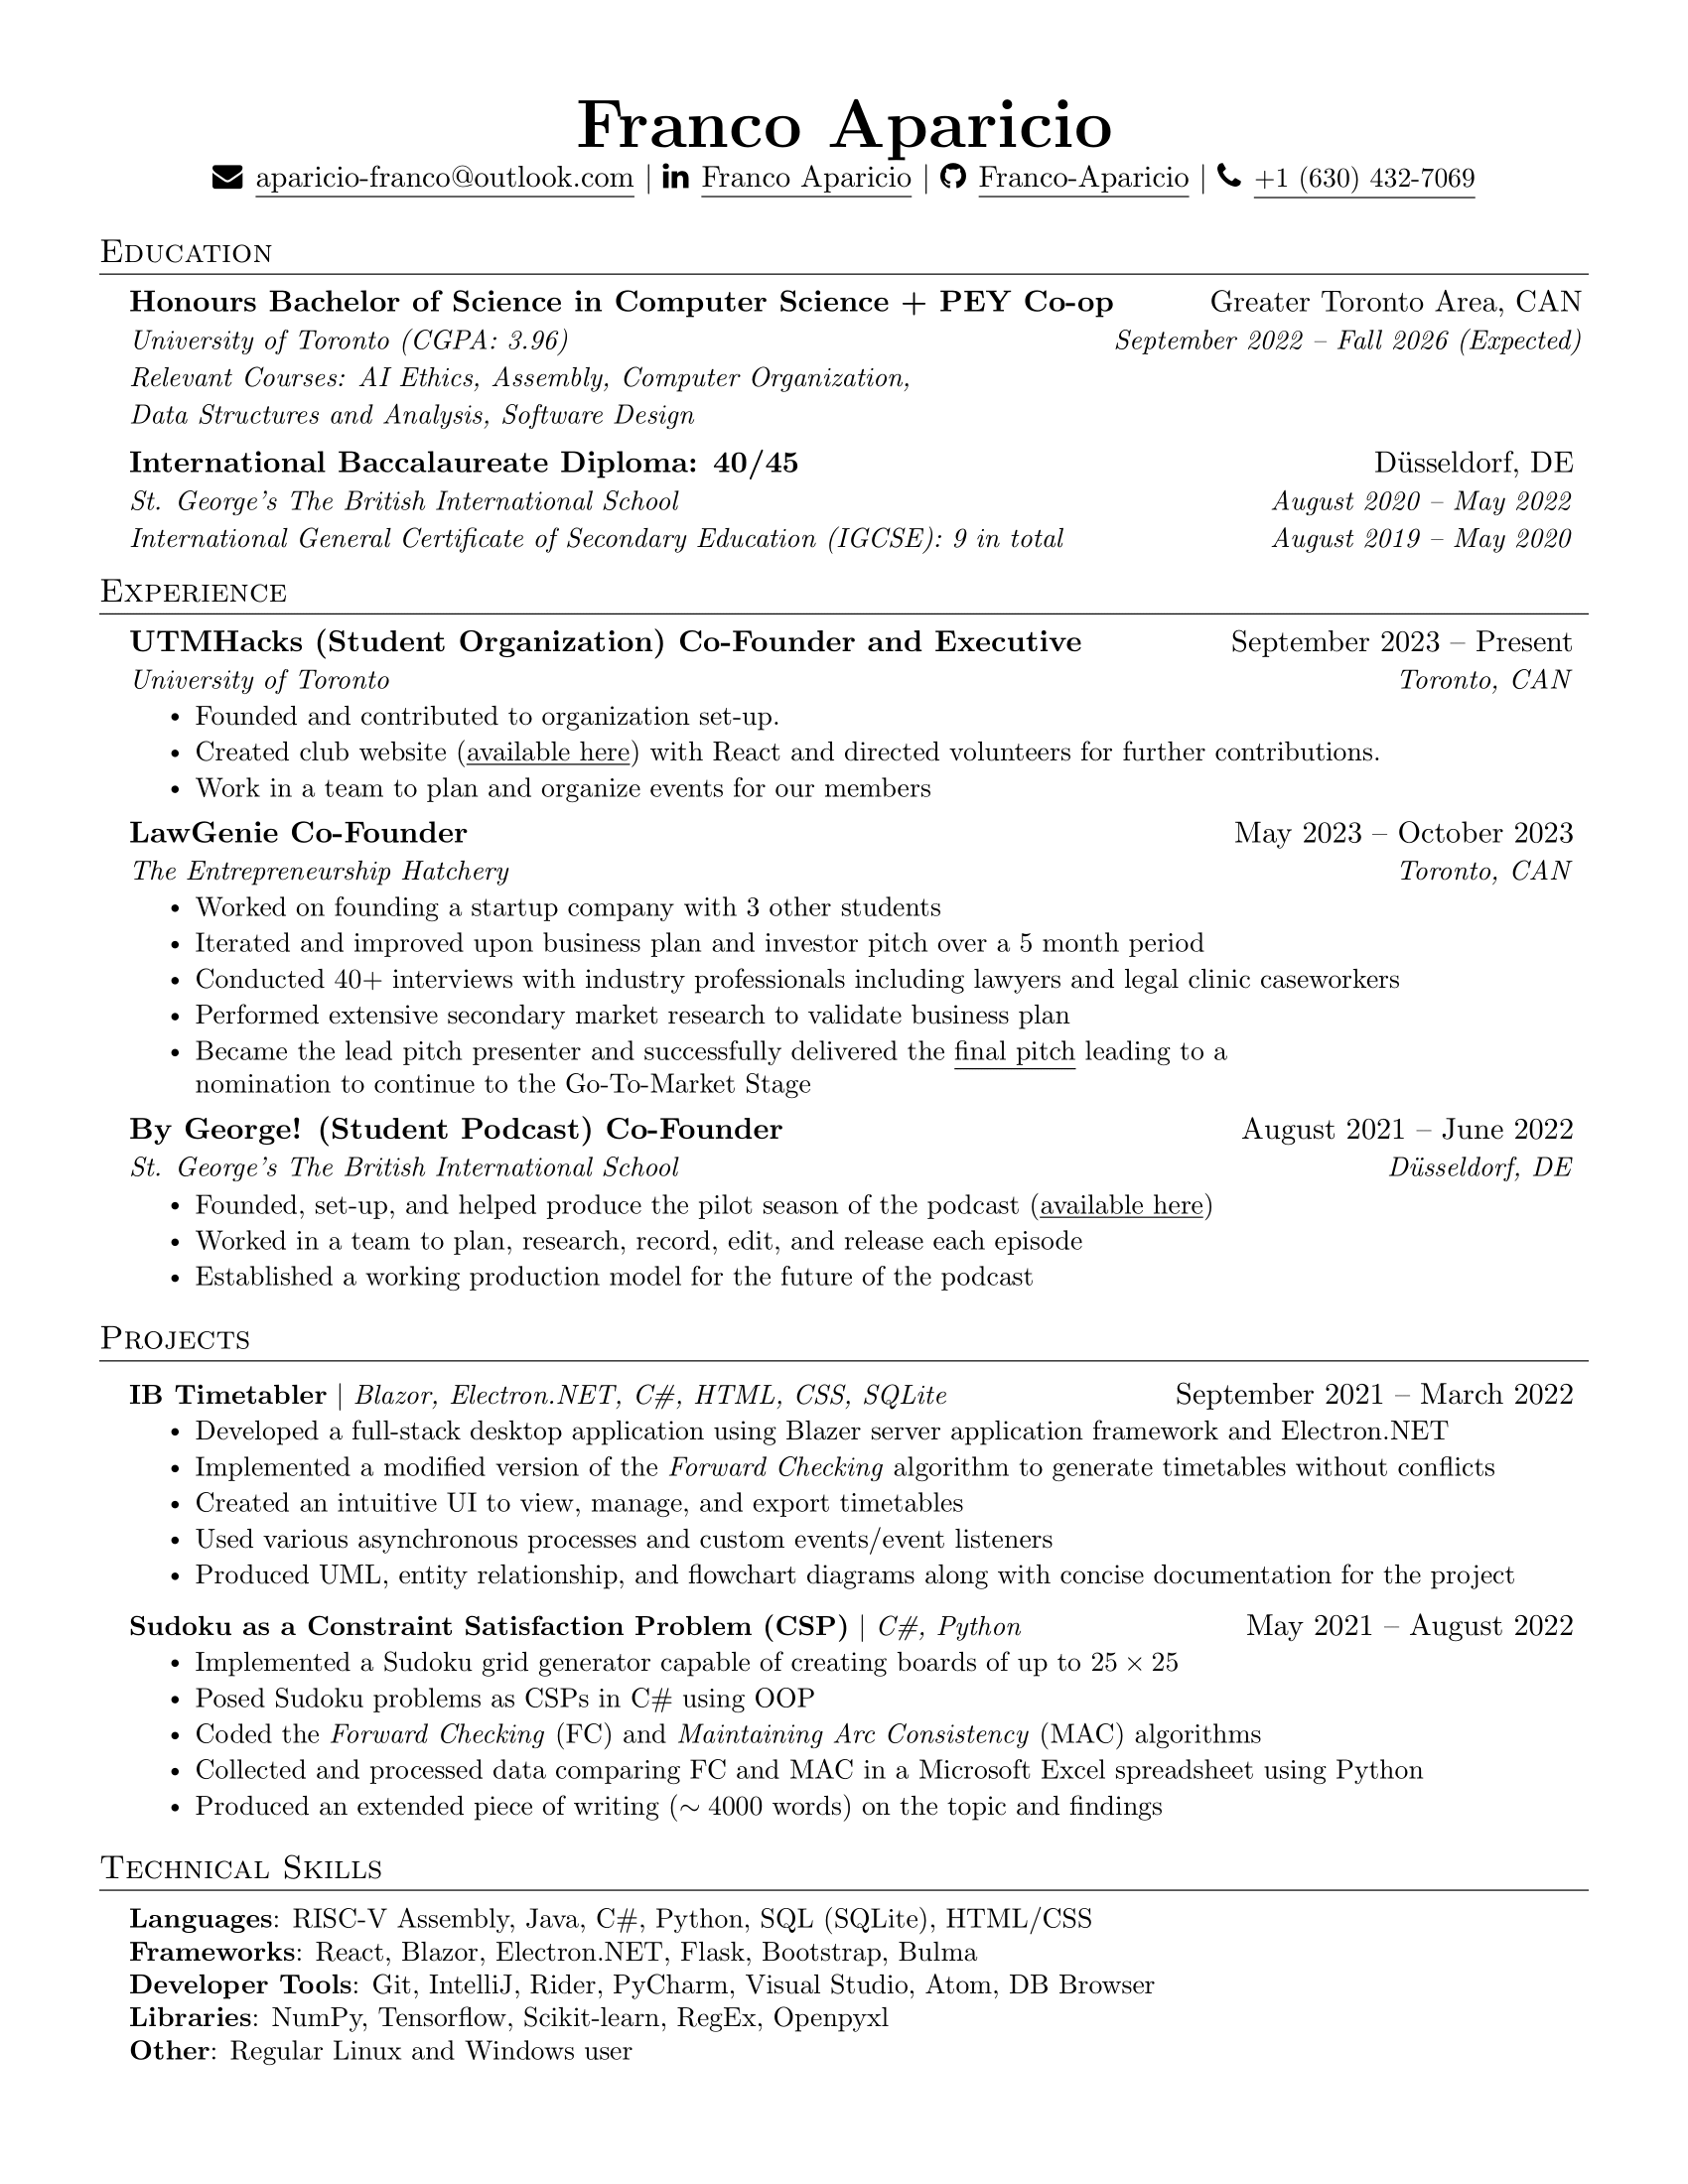 Franco Aparicio
aparicio-franco@outlook.com | Franco Aparicio | Franco-Aparicio | +1 (630) 432-7069
Education
Honours Bachelor of Science in Computer Science + PEY Co-op Greater Toronto Area, CAN
University of Toronto (CGPA: 3.96) September 2022 – Fall 2026 (Expected)
Relevant Courses: AI Ethics, Assembly, Computer Organization,
Data Structures and Analysis, Software Design
International Baccalaureate Diploma: 40/45 Düsseldorf, DE
St. George's The British International School August 2020 – May 2022
International General Certificate of Secondary Education (IGCSE): 9 in total August 2019 – May 2020
Experience
UTMHacks (Student Organization) Co-Founder and Executive September 2023 – Present
University of Toronto Toronto, CAN
• Founded and contributed to organization set-up.
• Created club website (available here) with React and directed volunteers for further contributions.
• Work in a team to plan and organize events for our members
LawGenie Co-Founder May 2023 – October 2023
The Entrepreneurship Hatchery Toronto, CAN
• Worked on founding a startup company with 3 other students
• Iterated and improved upon business plan and investor pitch over a 5 month period
• Conducted 40+ interviews with industry professionals including lawyers and legal clinic caseworkers
• Performed extensive secondary market research to validate business plan
• Became the lead pitch presenter and successfully delivered the final pitch leading to a
nomination to continue to the Go-To-Market Stage
By George! (Student Podcast) Co-Founder August 2021 – June 2022
St. George's The British International School Düsseldorf, DE
• Founded, set-up, and helped produce the pilot season of the podcast (available here)
• Worked in a team to plan, research, record, edit, and release each episode
• Established a working production model for the future of the podcast
Projects
IB Timetabler | Blazor, Electron.NET, C#, HTML, CSS, SQLite September 2021 – March 2022
• Developed a full-stack desktop application using Blazer server application framework and Electron.NET
• Implemented a modified version of the Forward Checking algorithm to generate timetables without conflicts
• Created an intuitive UI to view, manage, and export timetables
• Used various asynchronous processes and custom events/event listeners
• Produced UML, entity relationship, and flowchart diagrams along with concise documentation for the project
Sudoku as a Constraint Satisfaction Problem (CSP) | C#, Python May 2021 – August 2022
• Implemented a Sudoku grid generator capable of creating boards of up to 25 × 25
• Posed Sudoku problems as CSPs in C# using OOP
• Coded the Forward Checking (FC) and Maintaining Arc Consistency (MAC) algorithms
• Collected and processed data comparing FC and MAC in a Microsoft Excel spreadsheet using Python
• Produced an extended piece of writing (∼ 4000 words) on the topic and findings
Technical Skills
Languages: RISC-V Assembly, Java, C#, Python, SQL (SQLite), HTML/CSS
Frameworks: React, Blazor, Electron.NET, Flask, Bootstrap, Bulma
Developer Tools: Git, IntelliJ, Rider, PyCharm, Visual Studio, Atom, DB Browser
Libraries: NumPy, Tensorflow, Scikit-learn, RegEx, Openpyxl
Other: Regular Linux and Windows user